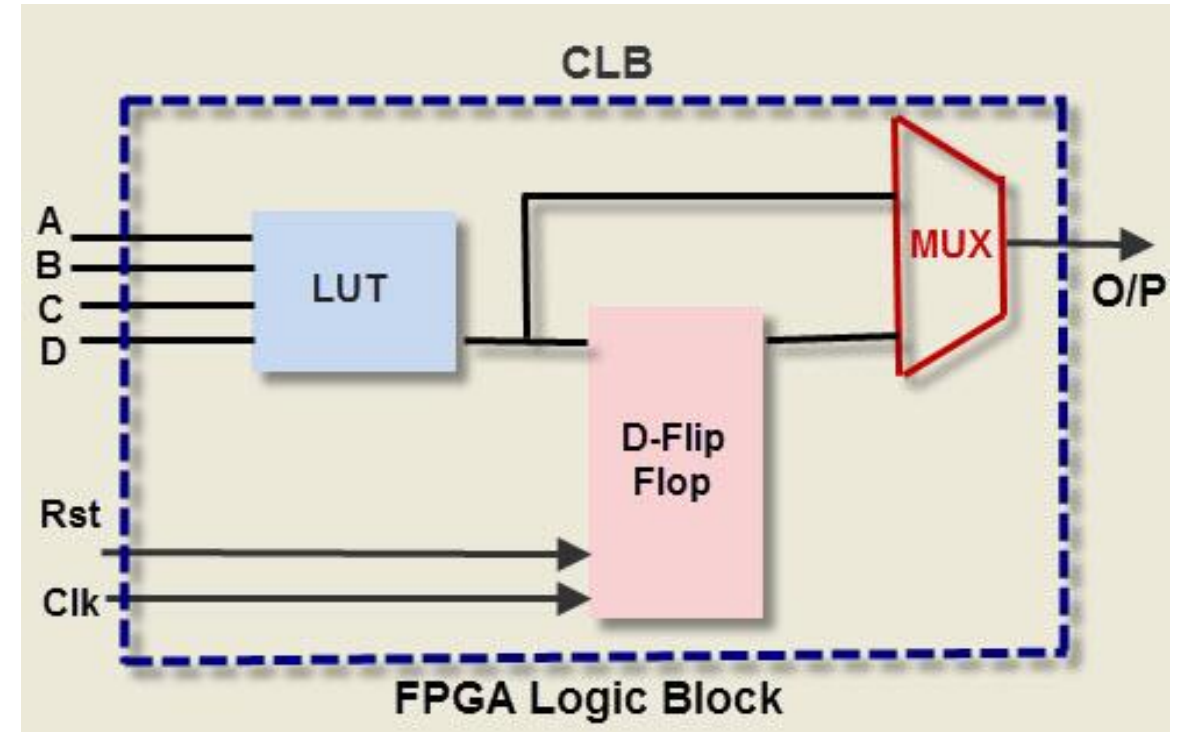 CLB
A
B
C
D
LUT
MUX
O/P
D-Flip
Flop
Rst
Clk
FPGA Logic Block